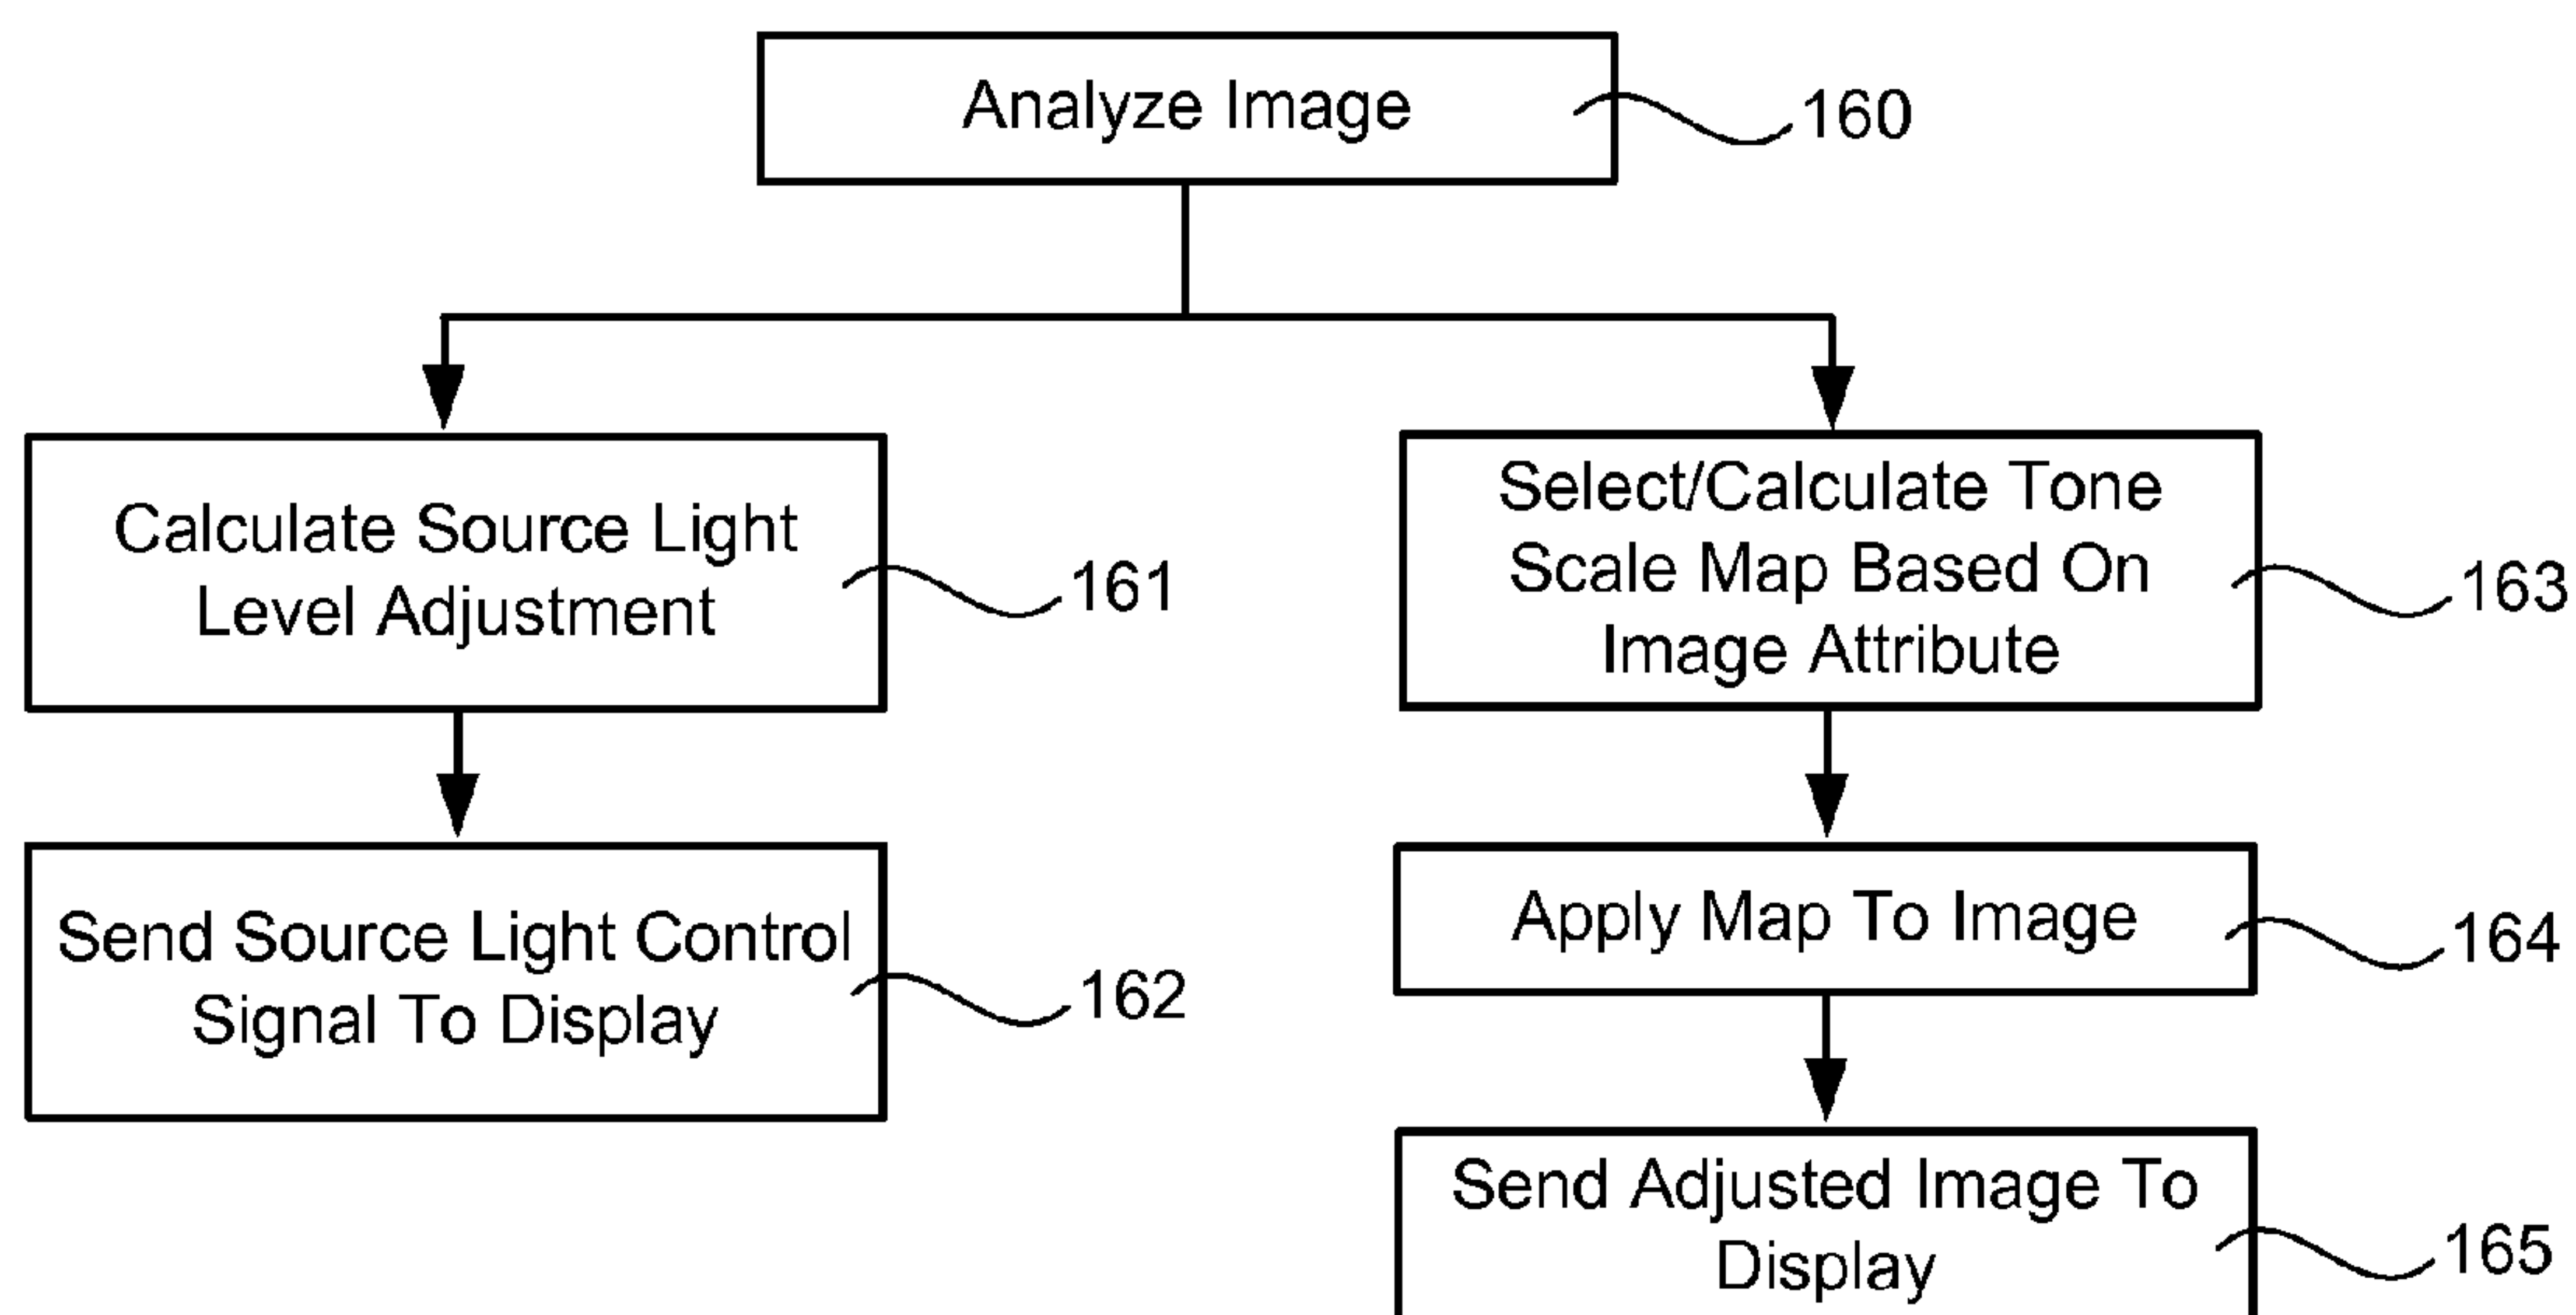 Analyze Image
160
Calculate Source Light
Level Adjustment
161
Select/Calculate Tone
Scale Map Based On
Image Attribute
163
Send Source Light Control
Signal To Display
162
Apply Map To Image
164
Send Adjusted Image To
Display
165